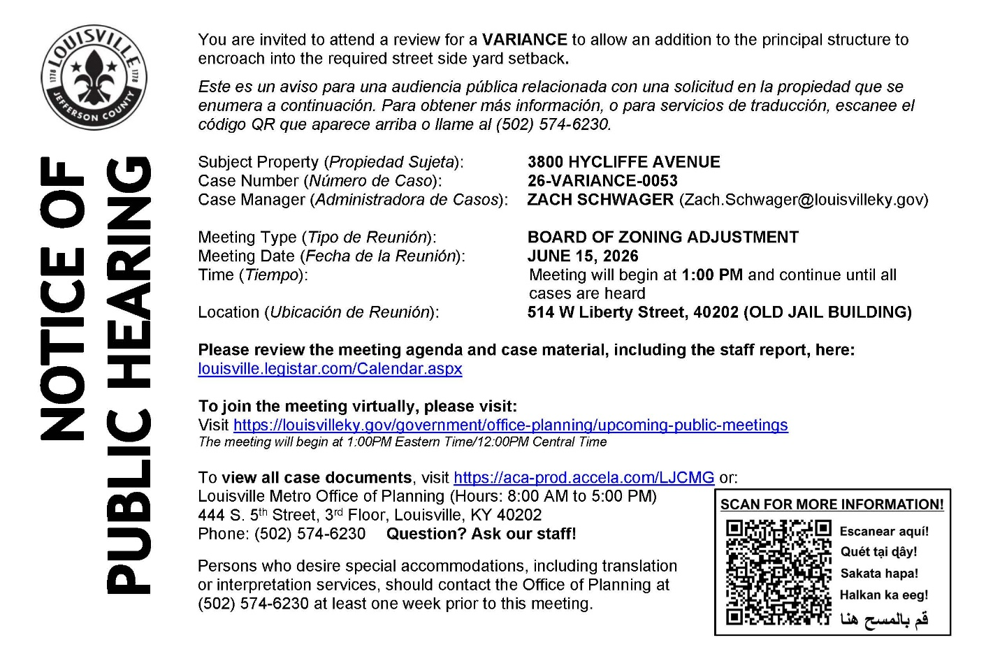 LOUISVILLE
1778 1778
JEFFERSON COUNTY
NOTICE OF
PUBLIC HEARING
You are invited to attend a review for a VARIANCE to allow an addition to the principal structure to
encroach into the required street side yard setback.
Este es un aviso para una audiencia pública relacionada con una solicitud en la propiedad que se
enumera a continuación. Para obtener más información, o para servicios de traducción, escanee el
código QR que aparece arriba o llame al (502) 574-6230.
Subject Property (Propiedad Sujeta): 3800 HYCLIFFE AVENUE
Case Number (Número de Caso): 26-VARIANCE-0053
Case Manager (Administradora de Casos): ZACH SCHWAGER (Zach.Schwager@louisvilleky.gov)
Meeting Type (Tipo de Reunión): BOARD OF ZONING ADJUSTMENT
Meeting Date (Fecha de la Reunión): JUNE 15, 2026
Time (Tiempo): Meeting will begin at 1:00 PM and continue until all
cases are heard
Location (Ubicación de Reunión): 514 W Liberty Street, 40202 (OLD JAIL BUILDING)
Please review the meeting agenda and case material, including the staff report, here:
louisville.legistar.com/Calendar.aspx
To join the meeting virtually, please visit:
Visit https://louisvilleky.gov/government/office-planning/upcoming-public-meetings
The meeting will begin at 1:00PM Eastern Time/12:00PM Central Time
To view all case documents, visit https://aca-prod.accela.com/LJCMG or:
Louisville Metro Office of Planning (Hours: 8:00 AM to 5:00 PM)
444 S. 5th Street, 3rd Floor, Louisville, KY 40202
Phone: (502) 574-6230 Question? Ask our staff!
Persons who desire special accommodations, including translation
or interpretation services, should contact the Office of Planning at
(502) 574-6230 at least one week prior to this meeting.
SCAN FOR MORE INFORMATION!
Escanear aquí!
Quét tại đây!
Sakata hapa!
Halkan ka eeg!
قم بالمسح هنا